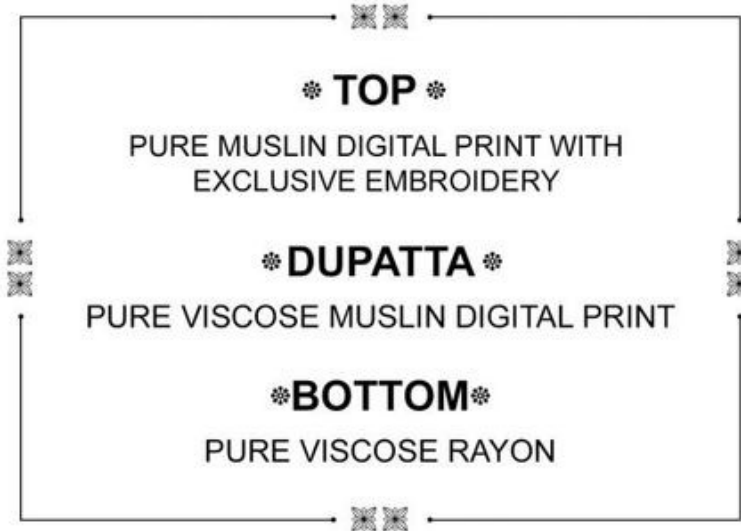 TOP
PURE MUSLIN DIGITAL PRINT WITH
EXCLUSIVE EMBROIDERY
DUPATTA
PURE VISCOSE MUSLIN DIGITAL PRINT
BOTTOM
PURE VISCOSE RAYON